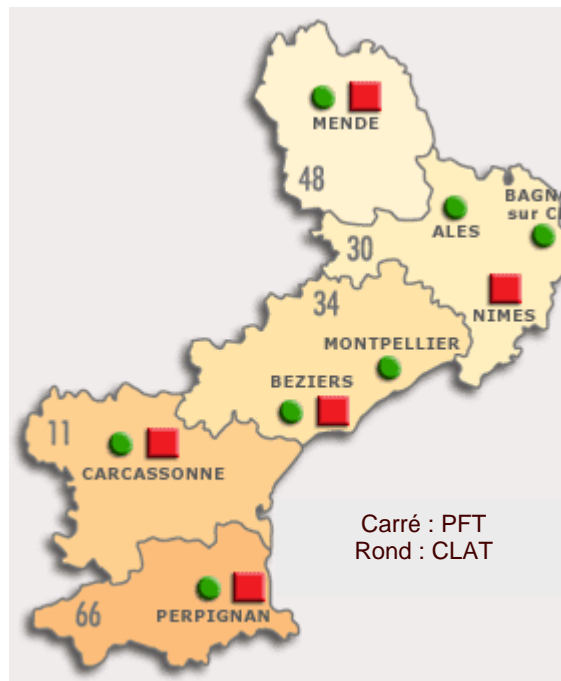 MENDE
48
BAGN
sur C
ALES
30
NIMES
34
MONTPELLIER
BEZIERS
11
CARCASSONNE
Carré : PFT
Rond : CLAT
66
PERPIGNAN